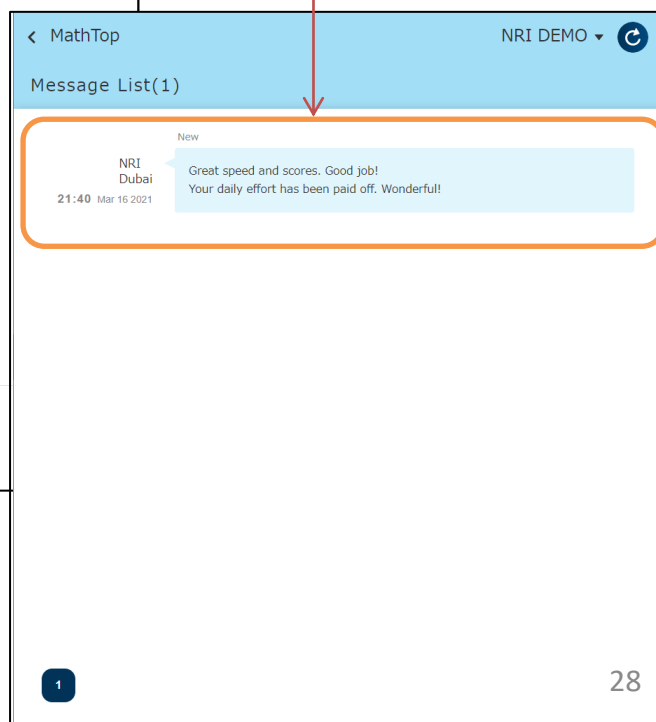 MathTop
NRI DEMO
Message List(1)
New
NRI
Dubai
21:40 Mar 16 2021
Great speed and scores. Good job!
Your daily effort has been paid off. Wonderful!
1
28